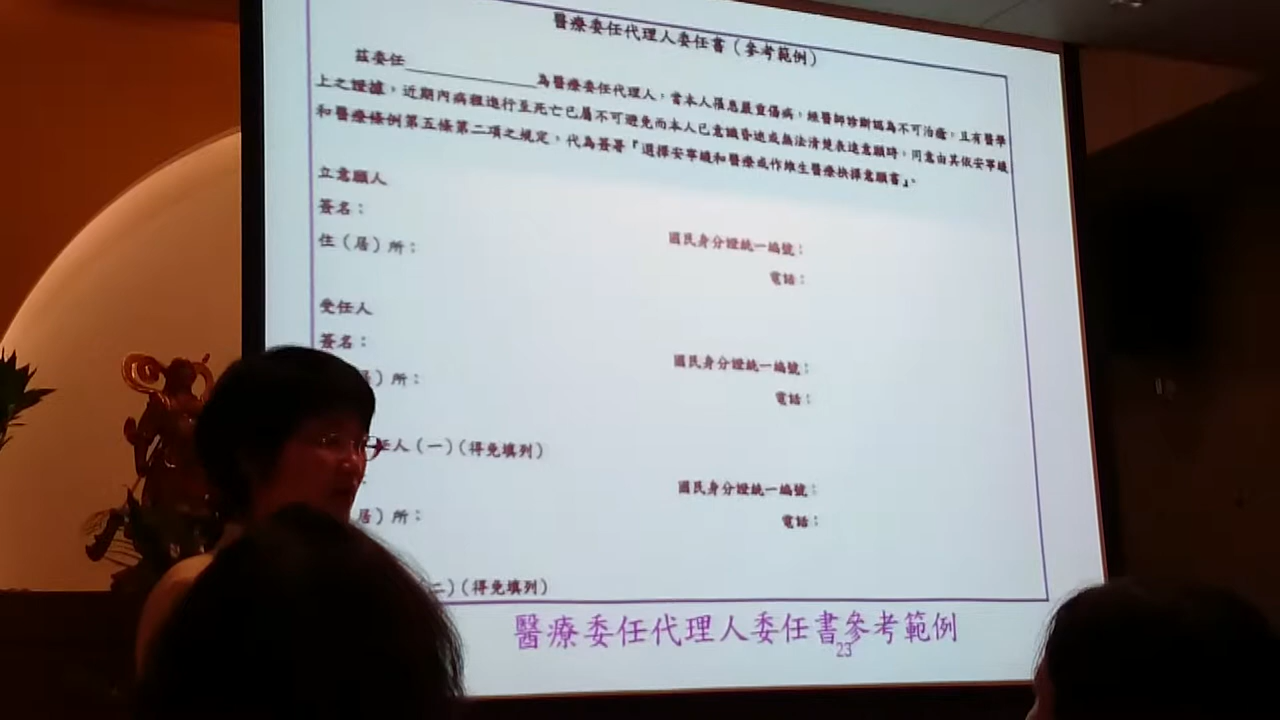 醫療委任代理人委任書（參考範例）
茲委任＿＿＿＿＿＿為醫療委任代理人，當本人罹患嚴重傷病，經醫師診斷認為不可治癒，且有醫學
上之證據，近期內病程進行至死亡已屬不可避免而本人已意識昏迷或無法清楚表達意願時，同意由其依安寧緩
和醫療條例第五條第二項之規定，代為簽署『選擇安寧緩和醫療或作維生醫療抉擇意願書』。
立意願人
簽名：
國民身分證統一編號：
住（居）所：
電話：
受任人
簽名：
國民身分證統一編號：
居）所：
電話：
任人（一）（得免填列）
國民身分證統一編號：
居）所：
電話：
二）（得免填列）
醫療委任代理人委任書參考範例
23